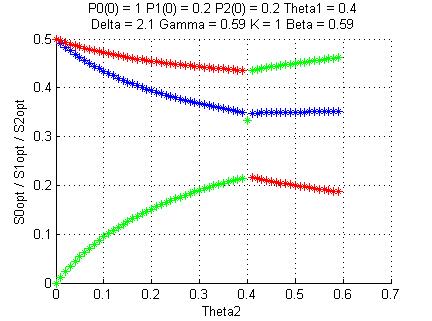 P0(0) = 1 P1(0) = 0.2 P2(0) = 0.2 Theta1 = 0.4
Delta = 2.1 Gamma = 0.59 K = 1 Beta = 0.59
S0opt / S1opt / S2opt
0.5
0.4
0.3
0.2
0.1
0
0 0.1 0.2 0.3 0.4 0.5 0.6 0.7
Theta2